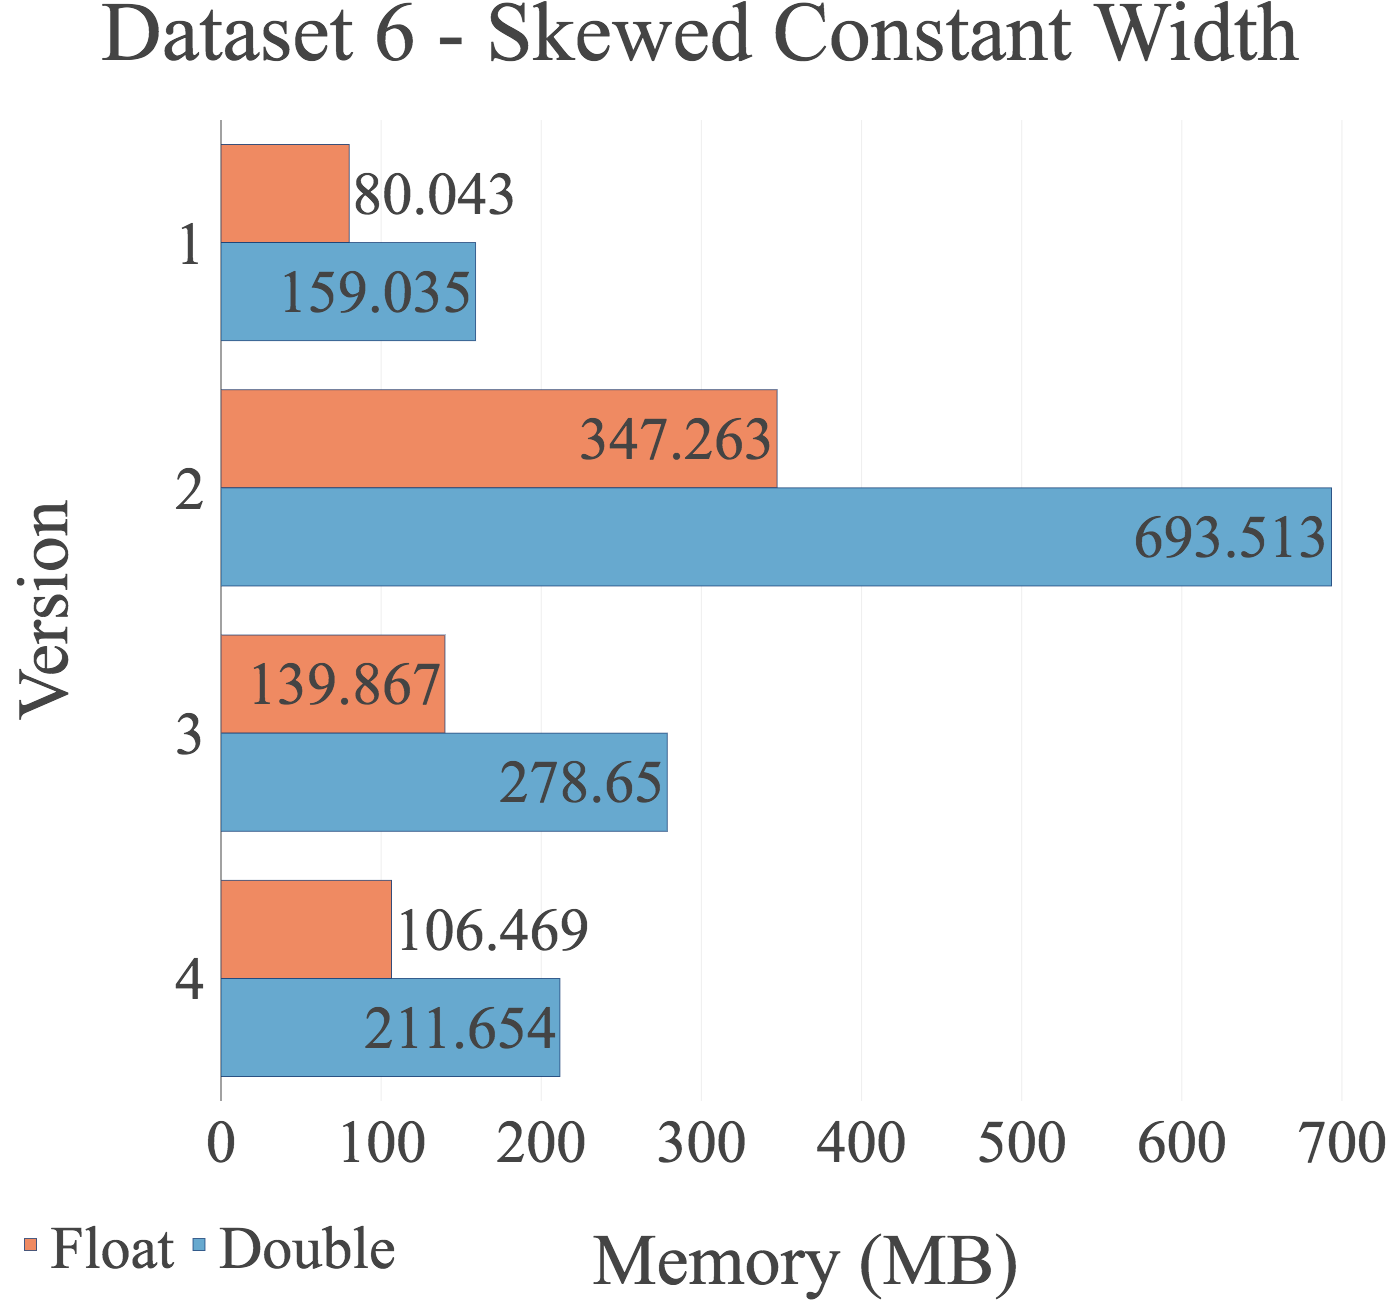 Dataset 6 - Skewed Constant Width
Version
1
80.043
159.035
2
347.263
693.513
3
139.867
278.65
4
106.469
211.654
0 100 200 300 400 500 600 700
Float Double
Memory (MB)